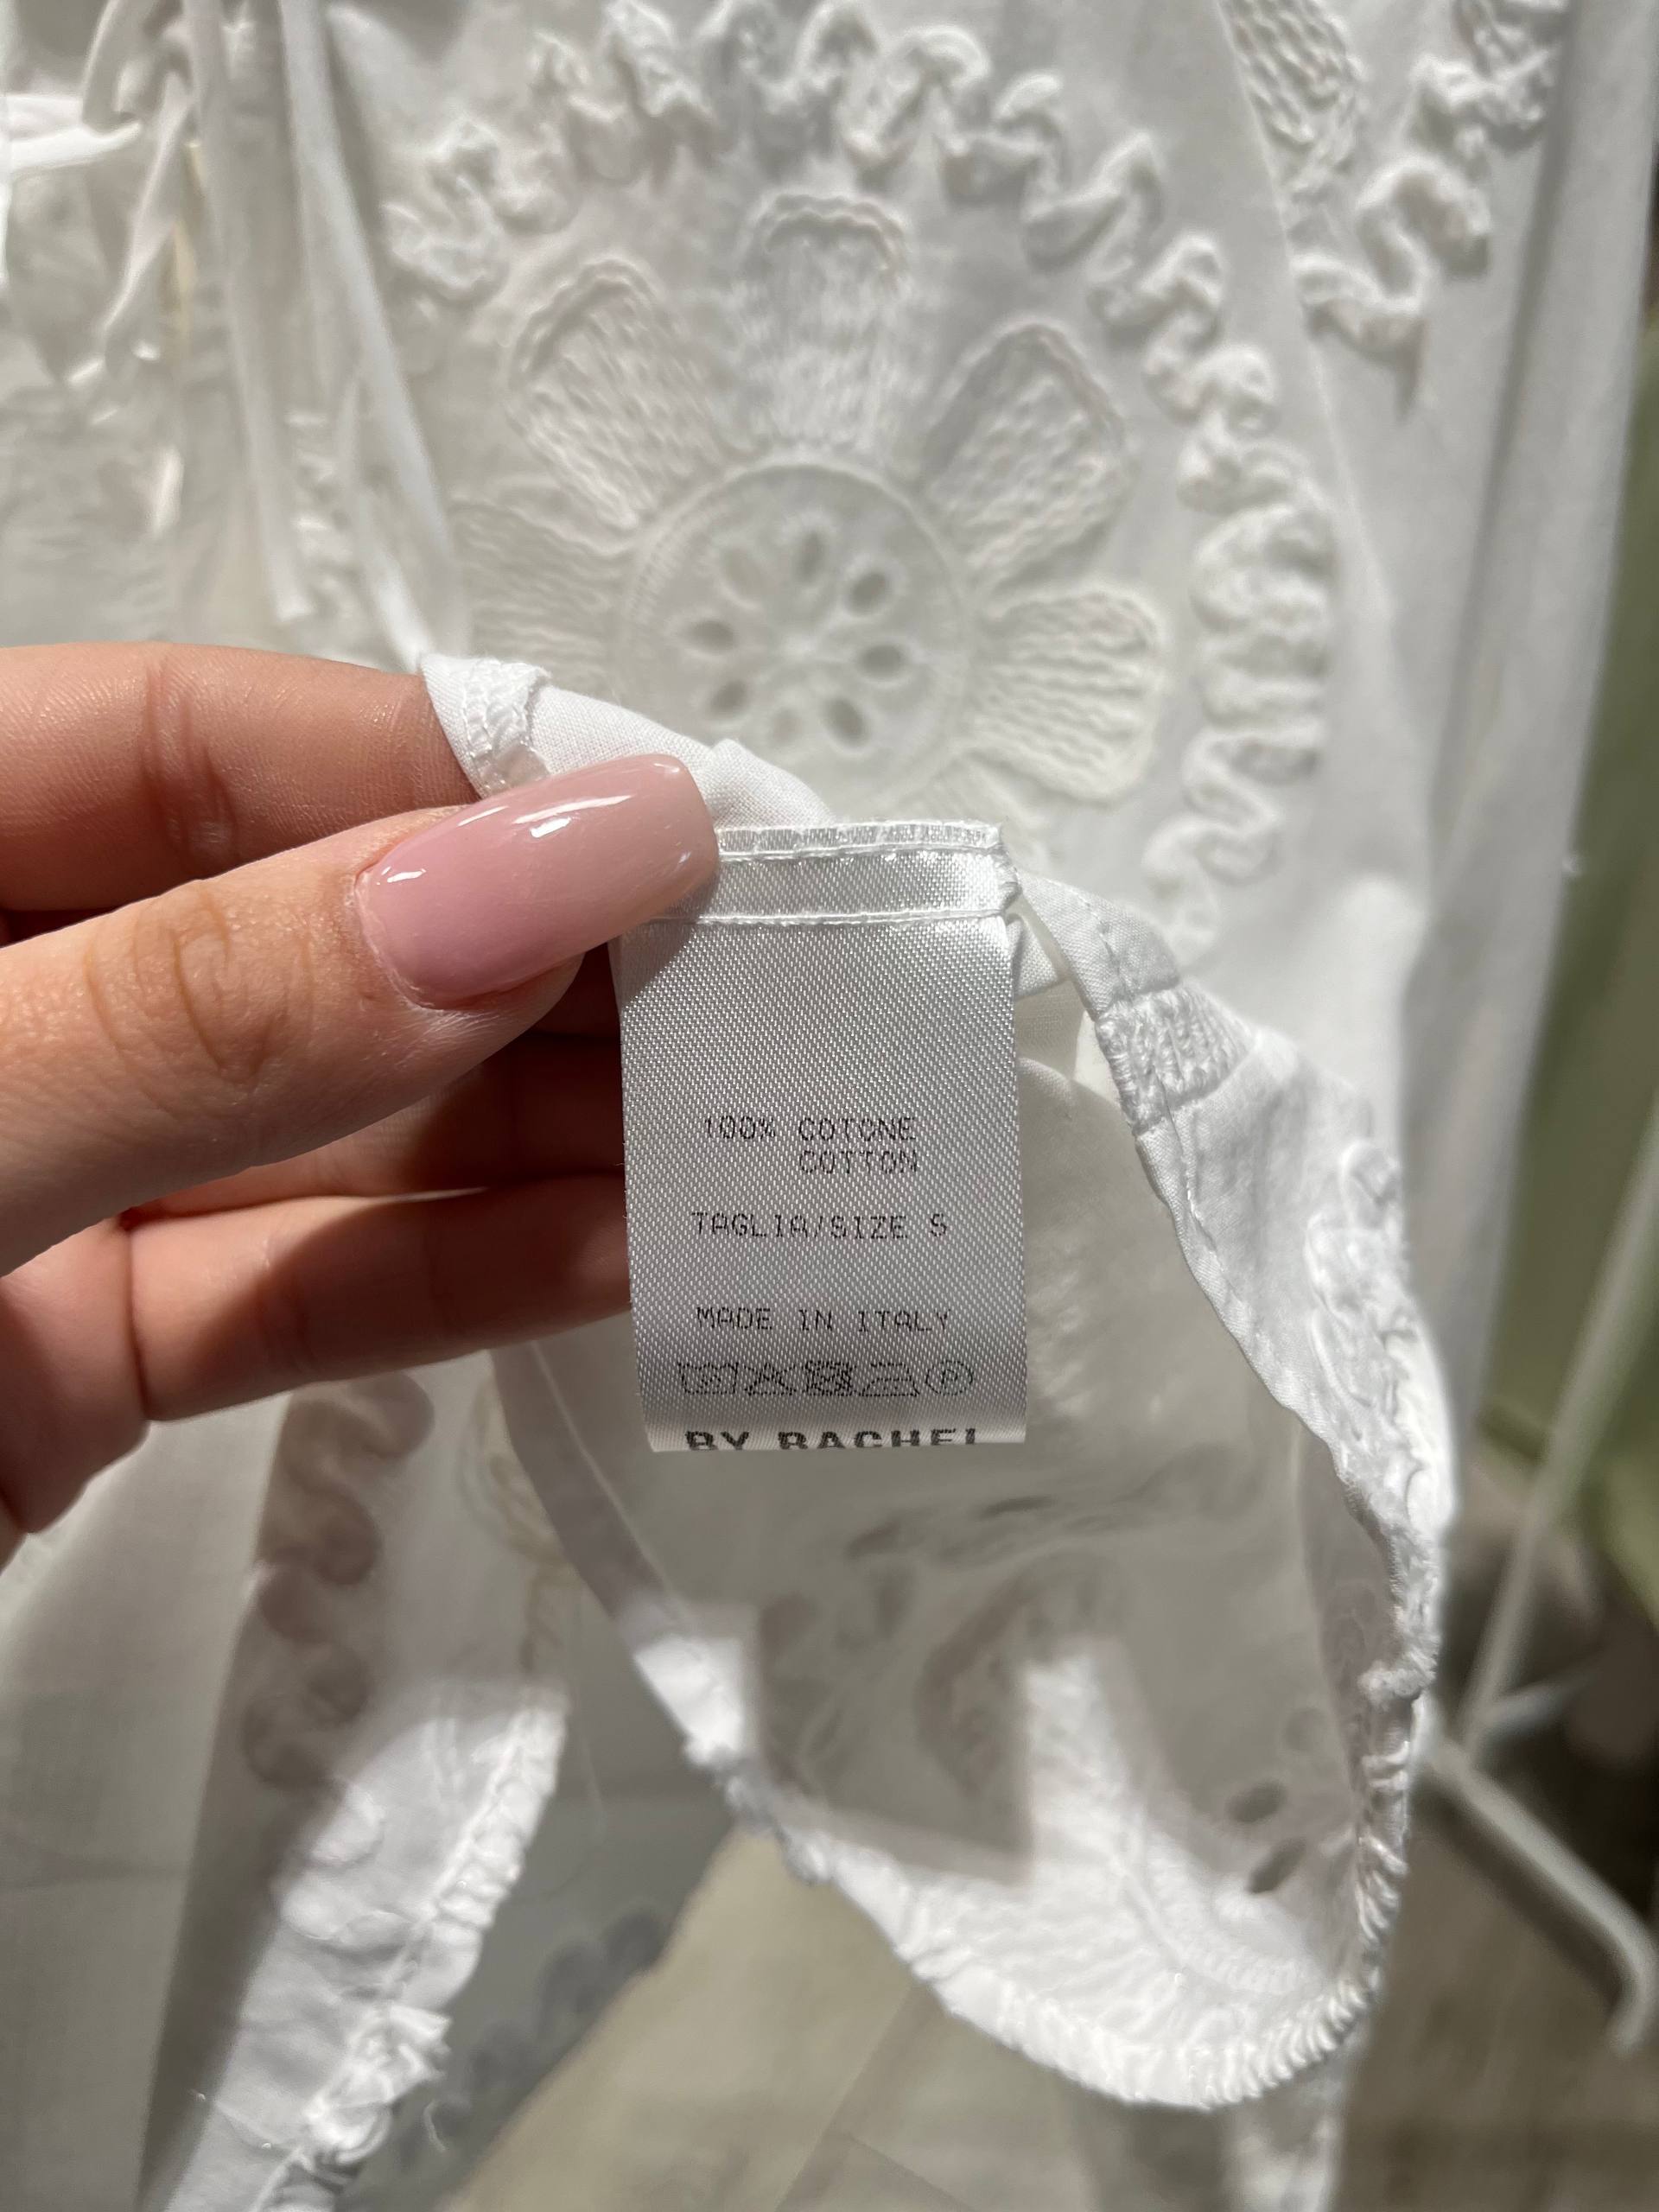 100% COTONE
COTTON
TAGLIA/SIZE S
MADE IN ITALY
BY RACHEL